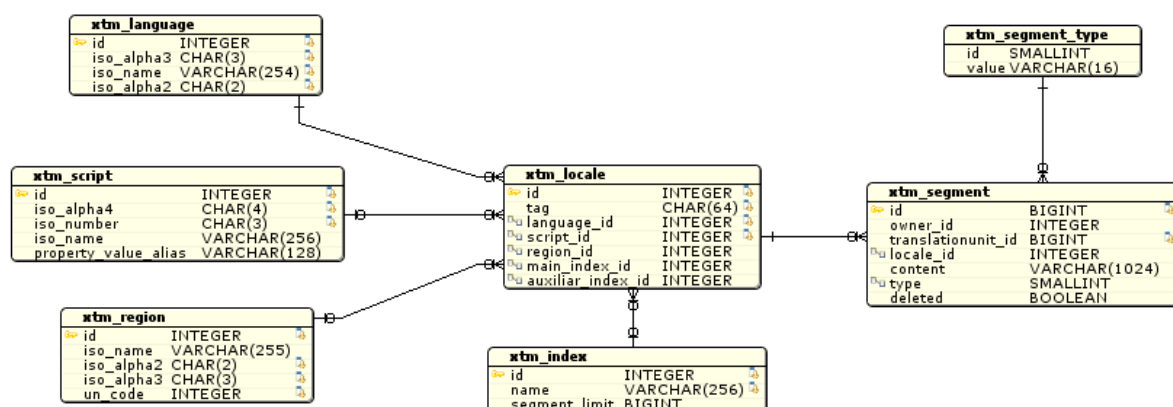 xtm_language
id INTEGER
iso_alpha3 CHAR(3)
iso_name VARCHAR(254)
iso_alpha2 CHAR(2)
xtm_segment_type
id SMALLINT
value VARCHAR(16)
xtm_script
id INTEGER
iso_alpha4 CHAR(4)
iso_number CHAR(3)
iso_name VARCHAR(256)
property_value_alias VARCHAR(128)
xtm_locale
id INTEGER
tag CHAR(64)
language_id INTEGER
script_id INTEGER
region_id INTEGER
main_index_id INTEGER
auxiliar_index_id INTEGER
xtm_segment
id BIGINT
owner_id INTEGER
translationunit_id BIGINT
locale_id INTEGER
content VARCHAR(1024)
type SMALLINT
deleted BOOLEAN
xtm_region
id INTEGER
iso_name VARCHAR(255)
iso_alpha2 CHAR(2)
iso_alpha3 CHAR(3)
un_code INTEGER
xtm_index
id INTEGER
name VARCHAR(256)
segment_limit BIGINT